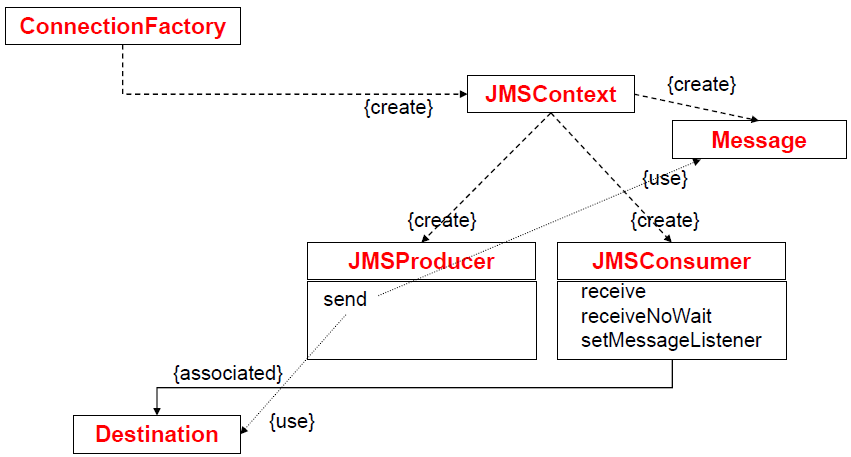 ConnectionFactory
{create}
JMSContext
{create}
Message
{use}
{create}
{create}
JMSProducer
JMSConsumer
send
receive
receiveNoWait
setMessageListener
{associated}
Destination
{use}